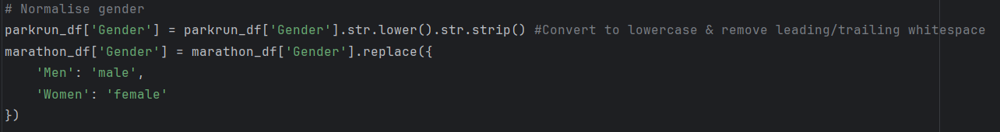 # Normalise gender
parkrun_df['Gender'] = parkrun_df['Gender'].str.lower().str.strip() #Convert to lowercase & remove leading/trailing whitespace
marathon_df['Gender'] = marathon_df['Gender'].replace({
    'Men': 'male',
    'Women': 'female'
})